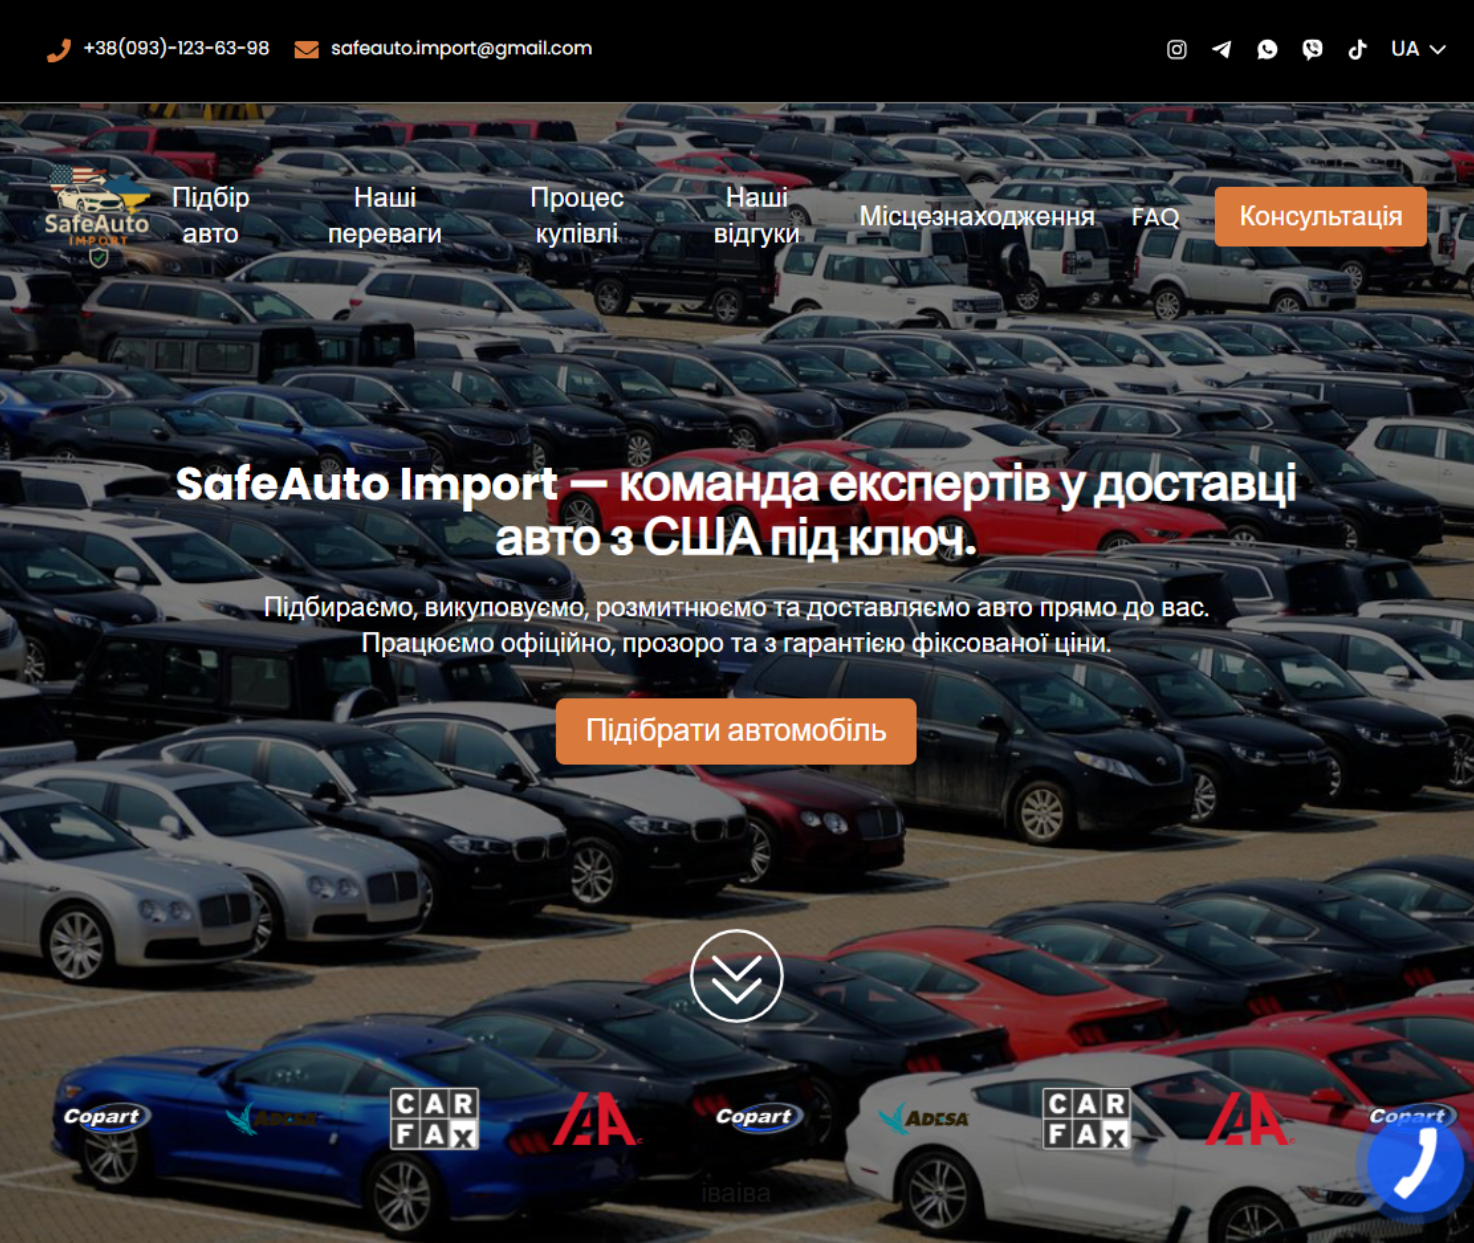 +38(093)-123-63-98 safeauto.import@gmail.com UA
SafeAuto
IMPORT
Підбір авто
Наші переваги
Процес купівлі
Наші відгуки
Місцезнаходження
FAQ
Консультація
SafeAuto Import — команда експертів у доставці
авто з США під ключ.
Підбираємо, викуповуємо, розмитнюємо та доставляємо авто прямо до вас.
Працюємо офіційно, прозоро та з гарантією фіксованої ціни.
Підібрати автомобіль
Copart ADESA CAR FAX IAA Copart ADESA CAR FAX IAA Copart
іваіва